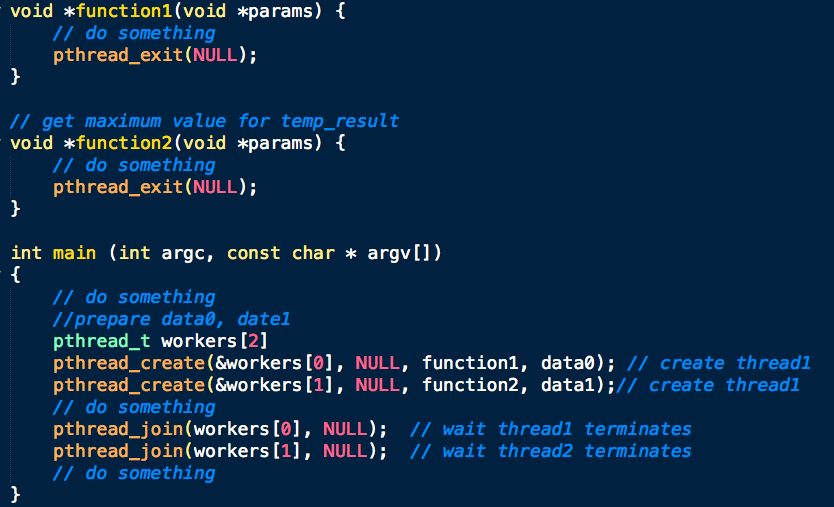 void *function1(void *params) {
    // do something
    pthread_exit(NULL);
}

// get maximum value for temp_result
void *function2(void *params) {
    // do something
    pthread_exit(NULL);
}

int main (int argc, const char * argv[])
{
    // do something
    //prepare data0, date1
    pthread_t workers[2]
    pthread_create(&workers[0], NULL, function1, data0); // create thread1
    pthread_create(&workers[1], NULL, function2, data1);// create thread1
    // do something
    pthread_join(workers[0], NULL);  // wait thread1 terminates
    pthread_join(workers[1], NULL);  // wait thread2 terminates
    // do something
}